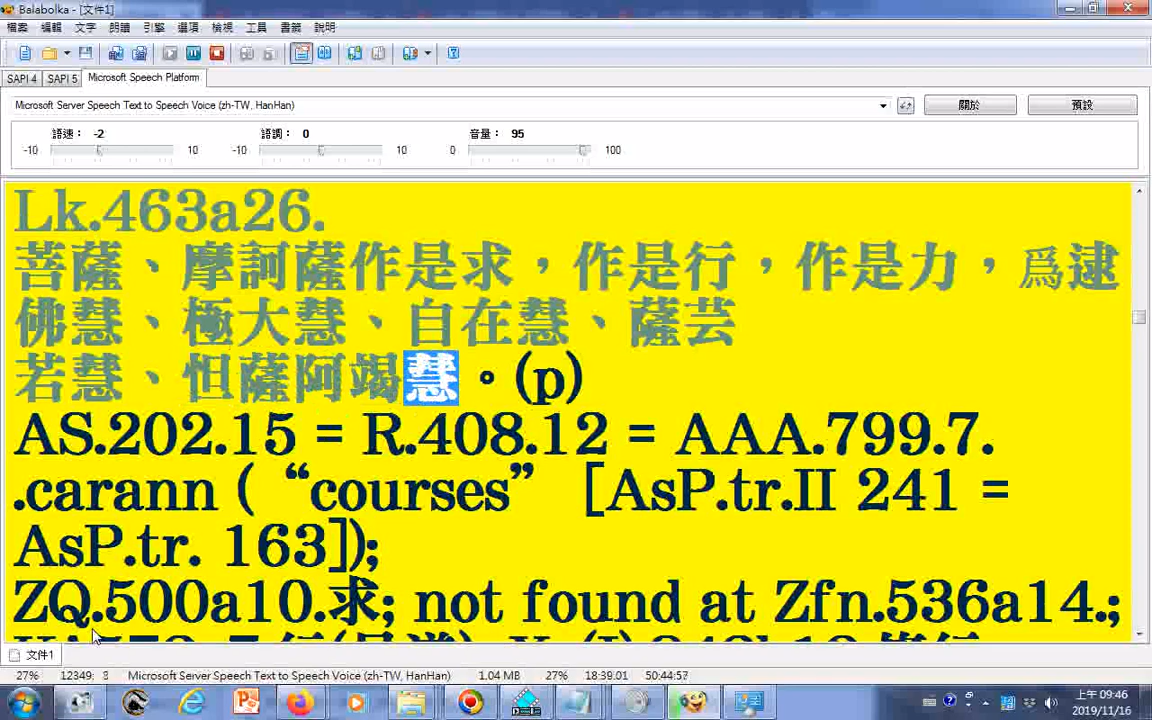 Balabolka - [文件1]
檔案 編輯 文字 朗讀 引擎 選項 檢視 工具 書籤 說明
SAPI 4 SAPI 5 Microsoft Speech Platform
Microsoft Server Speech Text to Speech Voice (zh-TW, HanHan)
關於 預設
語速： -2 語調： 0 音量： 95
-10 10 -10 10 0 100
Lk.463a26.
菩薩、摩訶薩作是求，作是行，作是力，爲逮
佛慧、極大慧、自在慧、薩芸
若慧、怛薩阿竭慧。(p)
AS.202.15 = R.408.12 = AAA.799.7.
.carann (“courses” [AsP.tr.II 241 =
AsP.tr. 163]);
ZQ.500a10.求; not found at Zfn.536a14.;
文件1
27% Microsoft Server Speech Text to Speech Voice (zh-TW, HanHan) 1.04 MB 27% 18:39:01
上午 09:46
2019/11/16